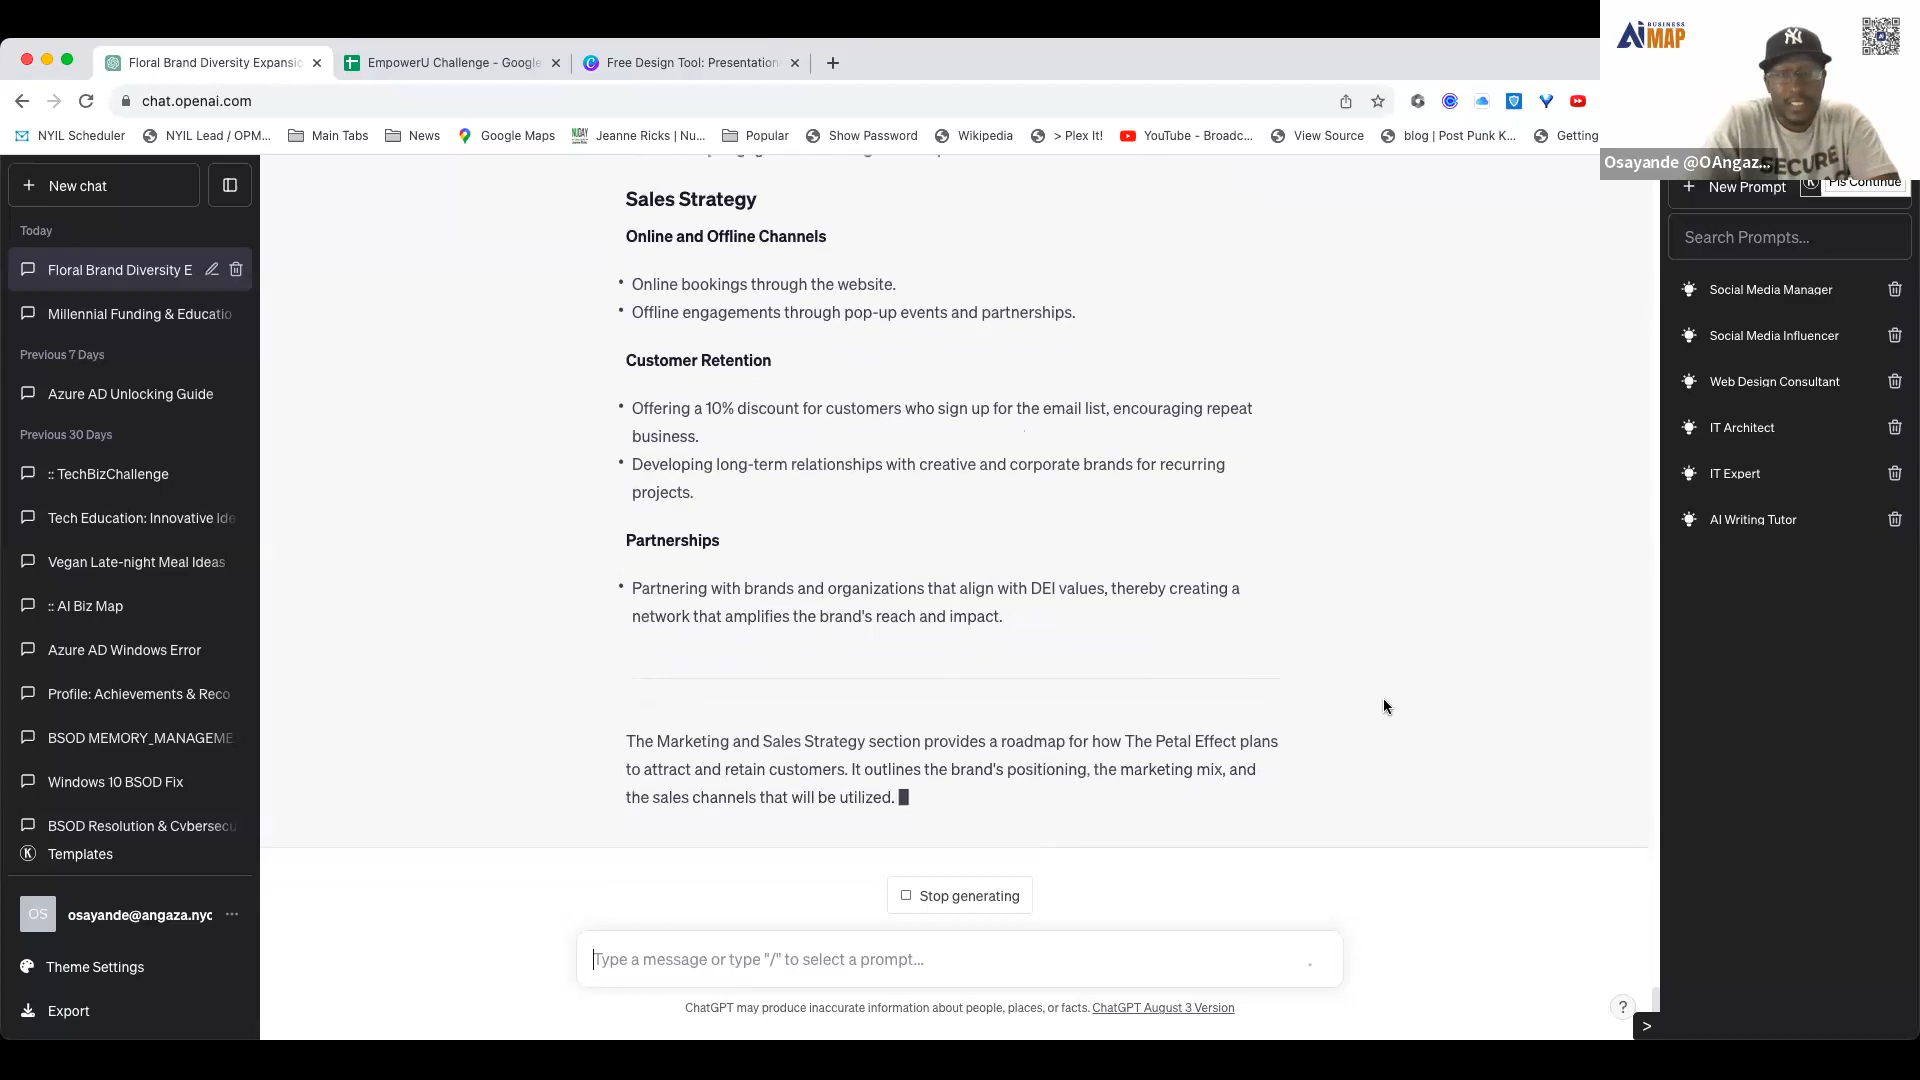 Floral Brand Diversity Expansio
EmpowerU Challenge - Google
Free Design Tool: Presentation
chat.openai.com
NYIL Scheduler
NYIL Lead / OPM...
Main Tabs
News
Google Maps
Jeanne Ricks | Nu...
Popular
Show Password
Wikipedia
> Plex It!
YouTube - Broadc...
View Source
blog | Post Punk K...
Getting
BUSINESS
AiMAP
SECURE
Osayande @OAngaz...
New chat
Today
Floral Brand Diversity E
Millennial Funding & Educatio
Previous 7 Days
Azure AD Unlocking Guide
Previous 30 Days
:: TechBizChallenge
Tech Education: Innovative Ide
Vegan Late-night Meal Ideas
:: AI Biz Map
Azure AD Windows Error
Profile: Achievements & Reco
BSOD MEMORY_MANAGEME
Windows 10 BSOD Fix
BSOD Resolution & Cybersecu
Templates
OS osayande@angaza.nyc ...
Theme Settings
Export
Sales Strategy
Online and Offline Channels
• Online bookings through the website.
• Offline engagements through pop-up events and partnerships.
Customer Retention
• Offering a 10% discount for customers who sign up for the email list, encouraging repeat
business.
• Developing long-term relationships with creative and corporate brands for recurring
projects.
Partnerships
• Partnering with brands and organizations that align with DEI values, thereby creating a
network that amplifies the brand's reach and impact.
The Marketing and Sales Strategy section provides a roadmap for how The Petal Effect plans
to attract and retain customers. It outlines the brand's positioning, the marketing mix, and
the sales channels that will be utilized.
Stop generating
Type a message or type "/" to select a prompt...
ChatGPT may produce inaccurate information about people, places, or facts. ChatGPT August 3 Version
?
>
New Prompt
Pls Continue
Search Prompts...
Social Media Manager
Social Media Influencer
Web Design Consultant
IT Architect
IT Expert
AI Writing Tutor